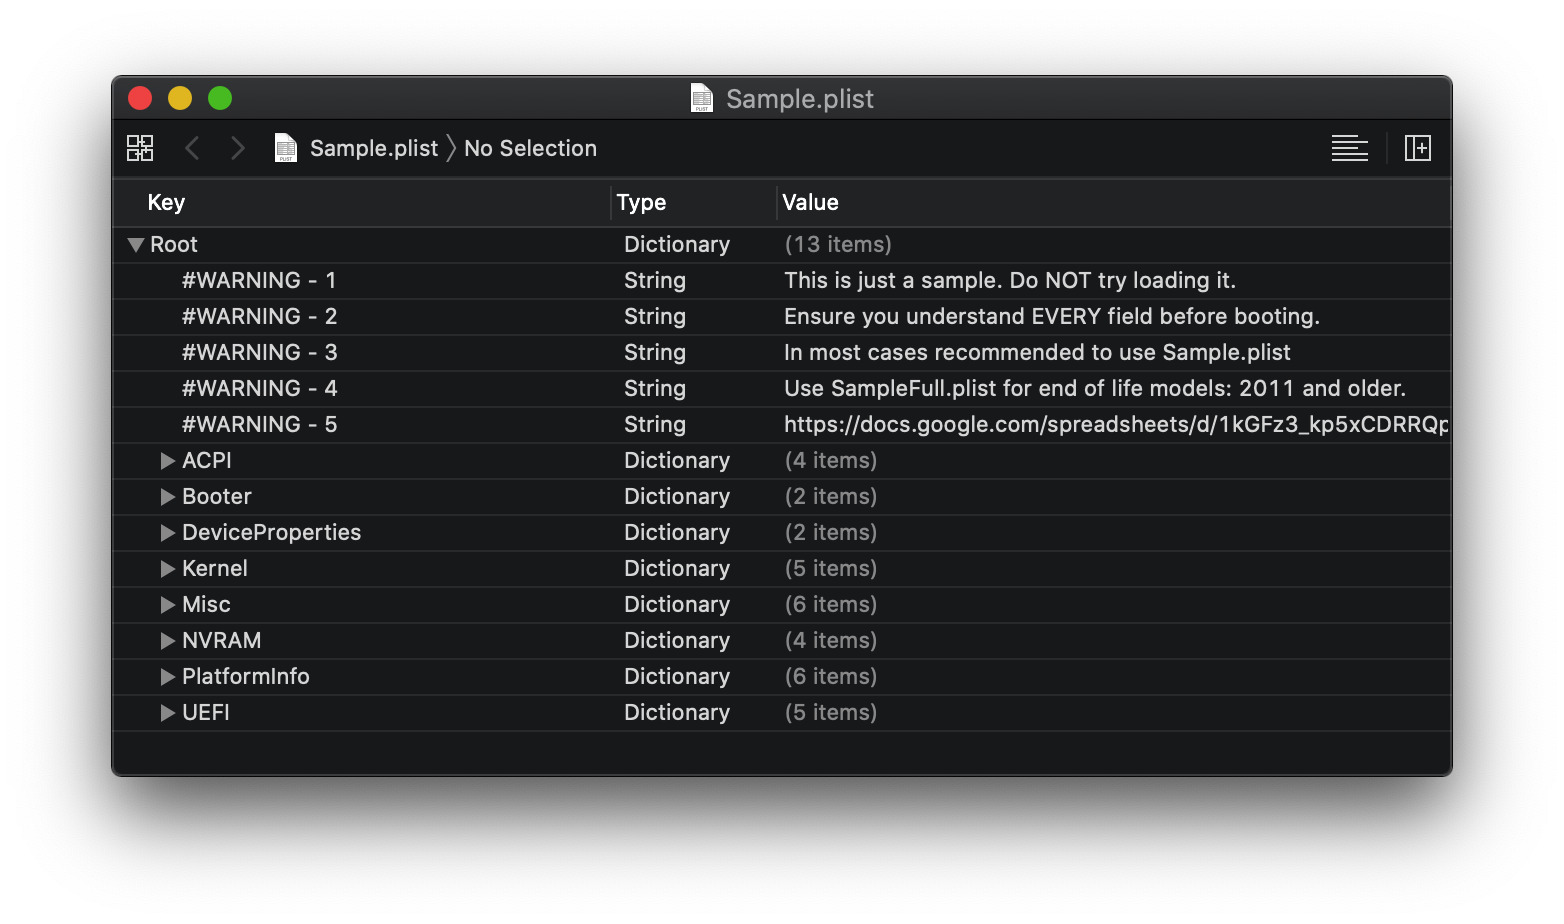 Sample.plist
Sample.plist No Selection
Key Type Value
Root Dictionary (13 items)
#WARNING - 1 String This is just a sample. Do NOT try loading it.
#WARNING - 2 String Ensure you understand EVERY field before booting.
#WARNING - 3 String In most cases recommended to use Sample.plist
#WARNING - 4 String Use SampleFull.plist for end of life models: 2011 and older.
#WARNING - 5 String https://docs.google.com/spreadsheets/d/1kGFz3_kp5xCDRRQp
ACPI Dictionary (4 items)
Booter Dictionary (2 items)
DeviceProperties Dictionary (2 items)
Kernel Dictionary (5 items)
Misc Dictionary (6 items)
NVRAM Dictionary (4 items)
PlatformInfo Dictionary (6 items)
UEFI Dictionary (5 items)